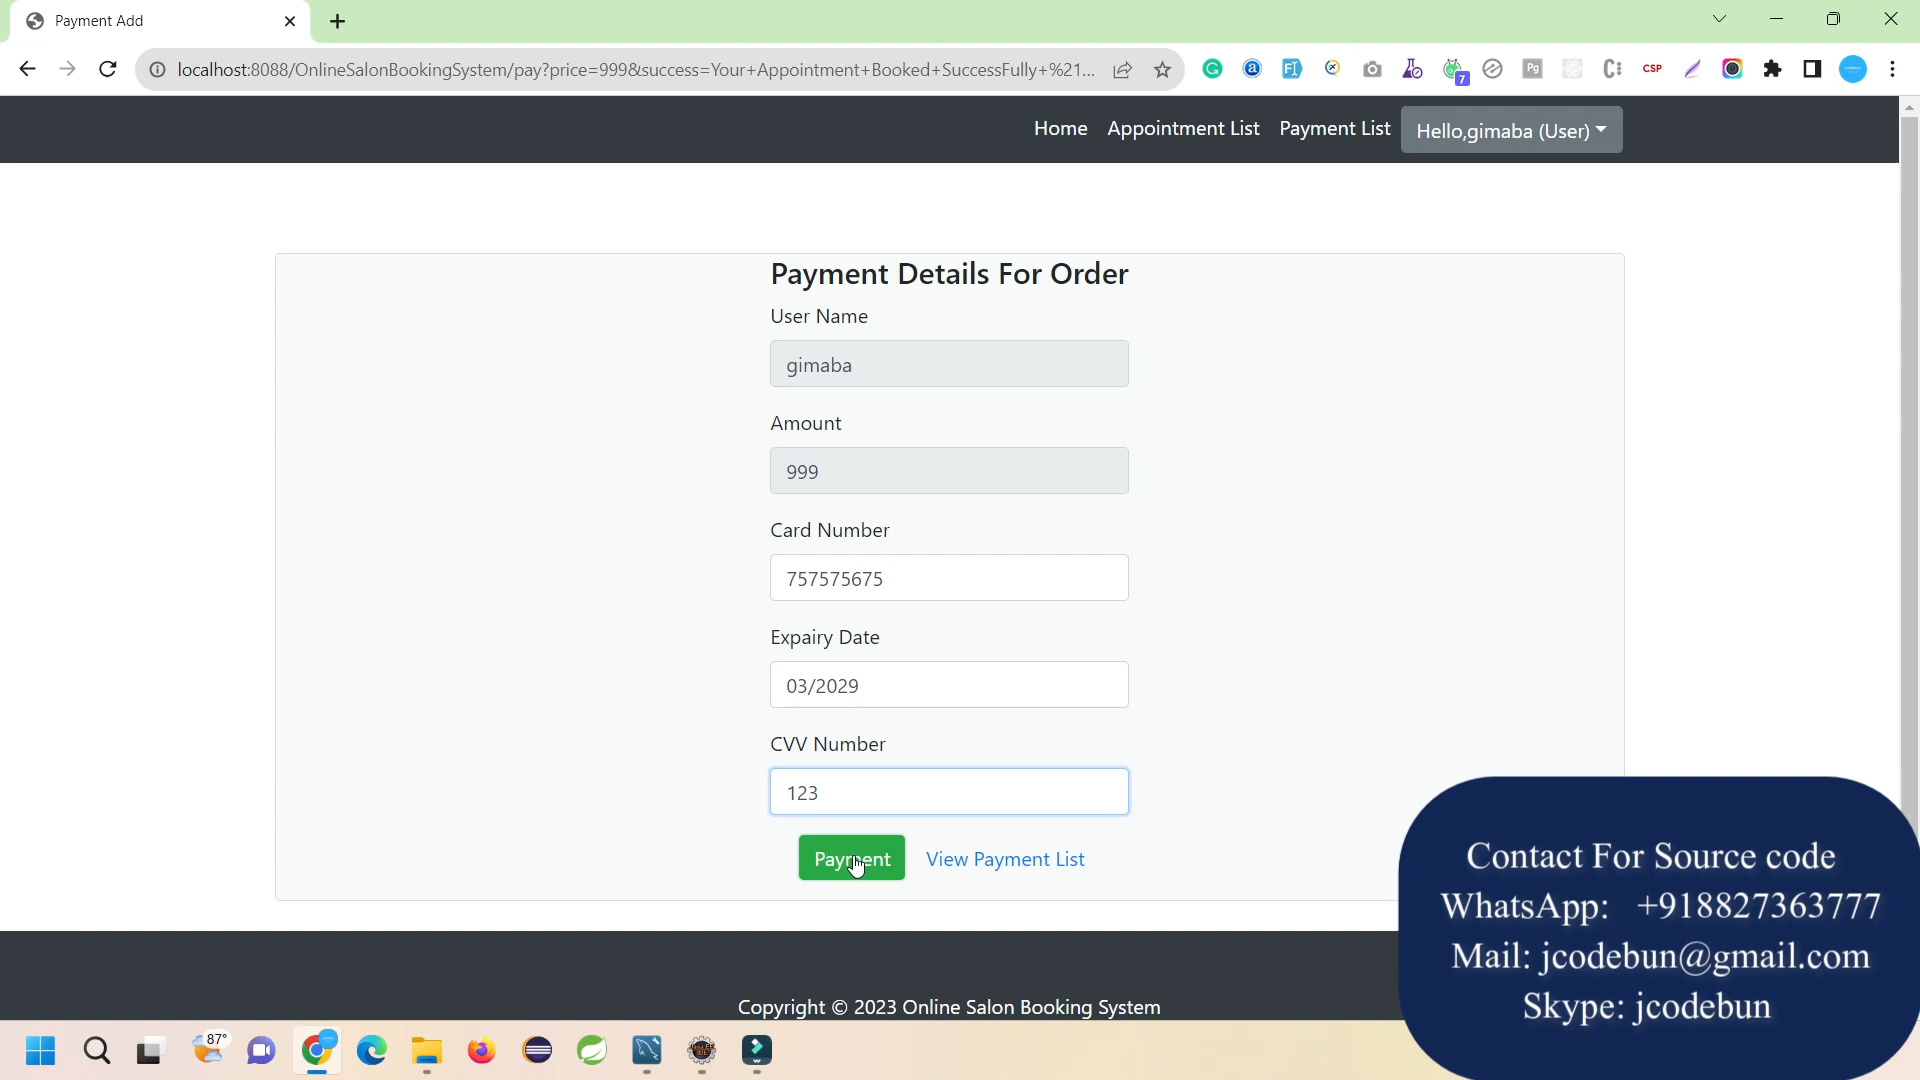 Payment Add
localhost:8088/OnlineSalonBookingSystem/pay?price=999&success=Your+Appointment+Booked+SuccessFully+%21...
7
Pg
CSP
Home
Appointment List
Payment List
Hello,gimaba (User)
Payment Details For Order
User Name
gimaba
Amount
999
Card Number
757575675
Expairy Date
03/2029
CVV Number
123
Payment
View Payment List
Contact For Source code
WhatsApp: +918827363777
Mail: jcodebun@gmail.com
Skype: jcodebun
Copyright © 2023 Online Salon Booking System
87°